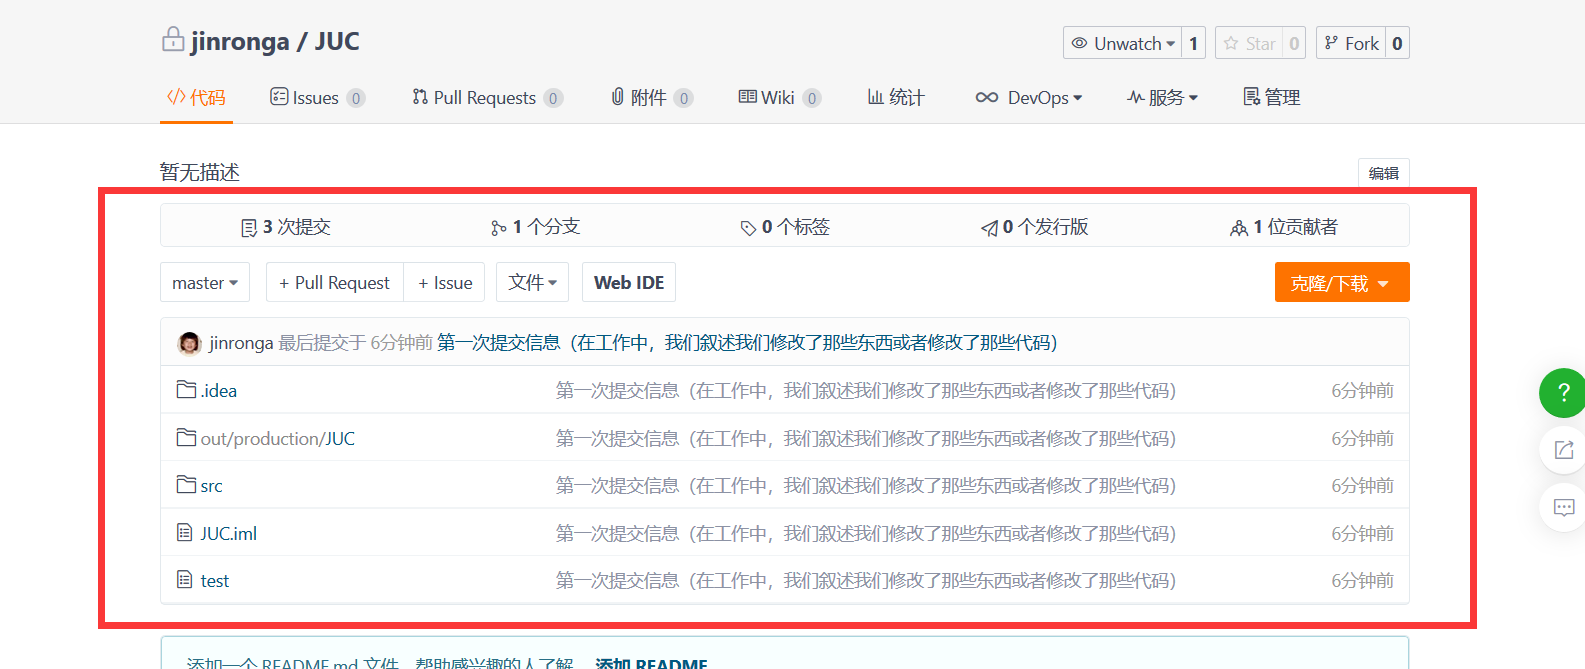 jinronga / JUC
Unwatch 1 Star 0 Fork 0
代码 Issues 0 Pull Requests 0 附件 0 Wiki 0 统计 DevOps 服务 管理
暂无描述 编辑
3 次提交 1 个分支 0 个标签 0 个发行版 1 位贡献者
master + Pull Request + Issue 文件 Web IDE 克隆/下载
jinronga 最后提交于 6分钟前 第一次提交信息（在工作中，我们叙述我们修改了那些东西或者修改了那些代码）
.idea 第一次提交信息（在工作中，我们叙述我们修改了那些东西或者修改了那些代码） 6分钟前
out/production/JUC 第一次提交信息（在工作中，我们叙述我们修改了那些东西或者修改了那些代码） 6分钟前
src 第一次提交信息（在工作中，我们叙述我们修改了那些东西或者修改了那些代码） 6分钟前
JUC.iml 第一次提交信息（在工作中，我们叙述我们修改了那些东西或者修改了那些代码） 6分钟前
test 第一次提交信息（在工作中，我们叙述我们修改了那些东西或者修改了那些代码） 6分钟前
添加一个 README.md 文件，帮助感兴趣的人了解 添加 README